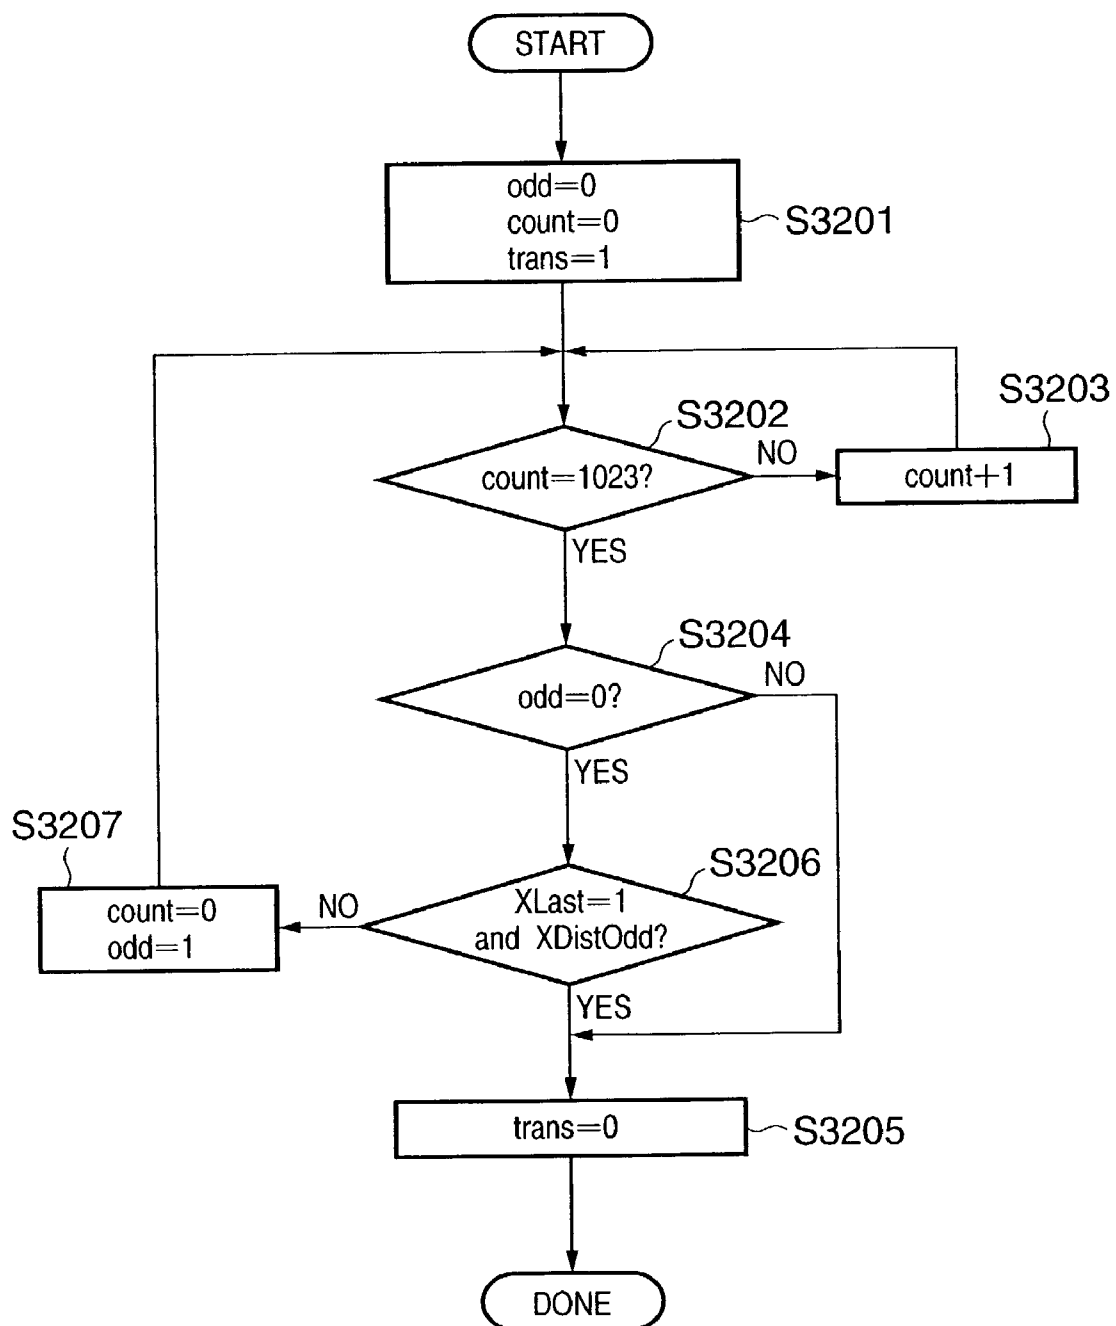 START
odd=0
count=0
trans=1
S3201
S3202
S3203
count=1023?
NO
count+1
YES
S3204
odd=0?
NO
YES
S3207
S3206
count=0
odd=1
NO
XLast=1
and XDistOdd?
YES
trans=0
S3205
DONE